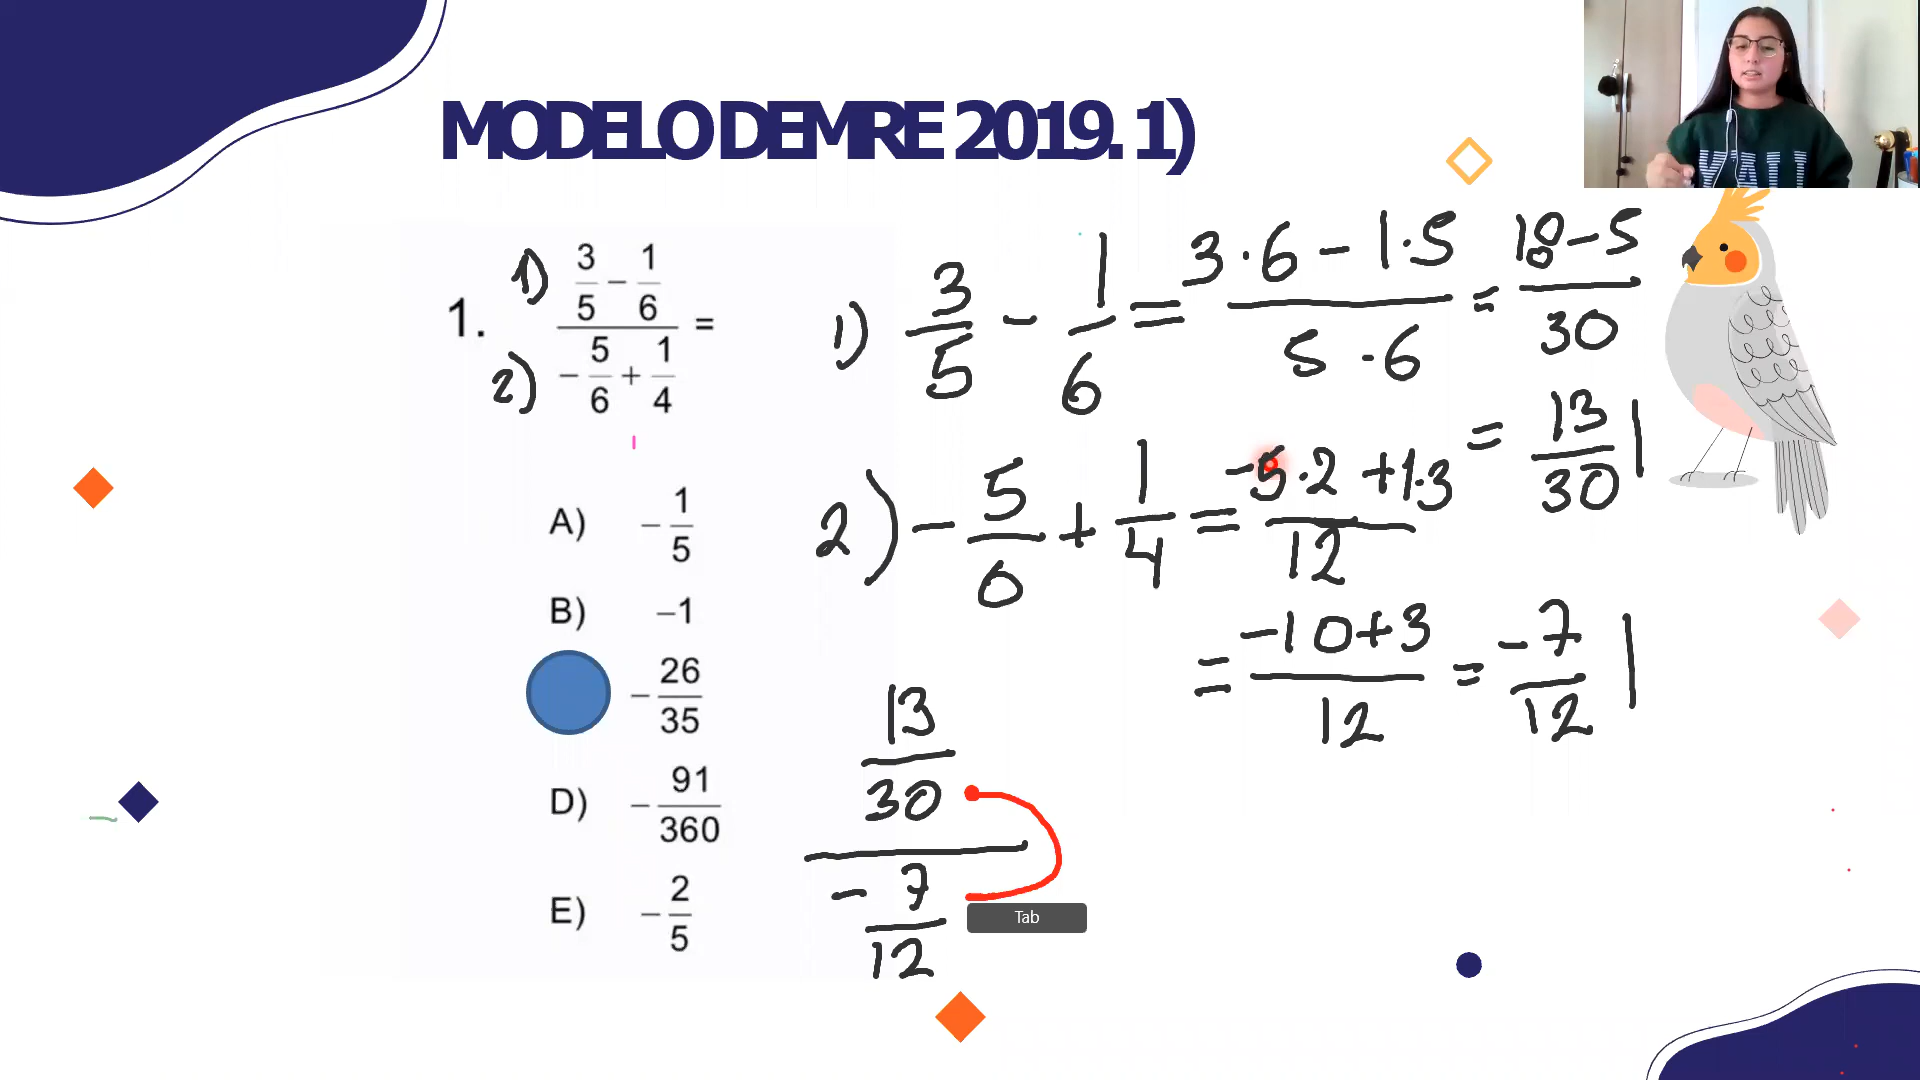 MODELO DEMRE 2019. 1)
YALE
1. 1) 3/5 - 1/6
=
2) - 5/6 + 1/4
A) - 1/5
B) -1
- 26/35
D) - 91/360
E) - 2/5
1) 3/5 - 1/6 = 3·6 - 1·5 / 5·6 = 18-5 / 30
= 13/30
2) - 5/6 + 1/4 = -5·2 +1·3 / 12
= -10+3 / 12 = -7/12
13/30
- 7/12
Tab